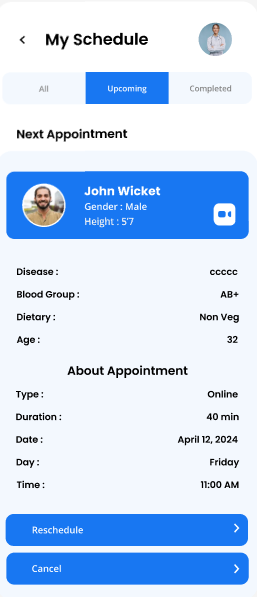 My Schedule
All Upcoming Completed
Next Appointment
John Wicket
Gender : Male
Height : 5'7
Disease : ccccc
Blood Group : AB+
Dietary : Non Veg
Age : 32
About Appointment
Type : Online
Duration : 40 min
Date : April 12, 2024
Day : Friday
Time : 11:00 AM
Reschedule
Cancel